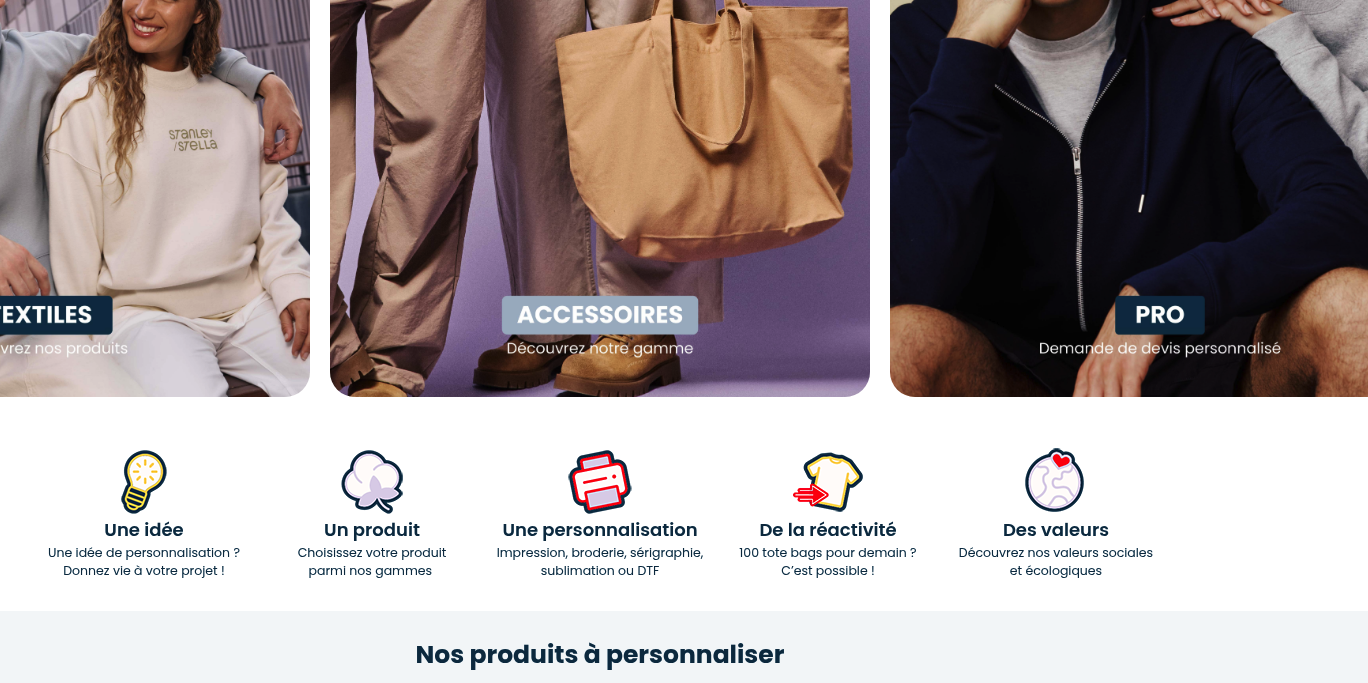 STANLEY
/STELLA
TEXTILES
vrez nos produits
ACCESSOIRES
Découvrez notre gamme
PRO
Demande de devis personnalisé
Une idée
Une idée de personnalisation ?
Donnez vie à votre projet !
Un produit
Choisissez votre produit
parmi nos gammes
Une personnalisation
Impression, broderie, sérigraphie,
sublimation ou DTF
De la réactivité
100 tote bags pour demain ?
C’est possible !
Des valeurs
Découvrez nos valeurs sociales
et écologiques
Nos produits à personnaliser